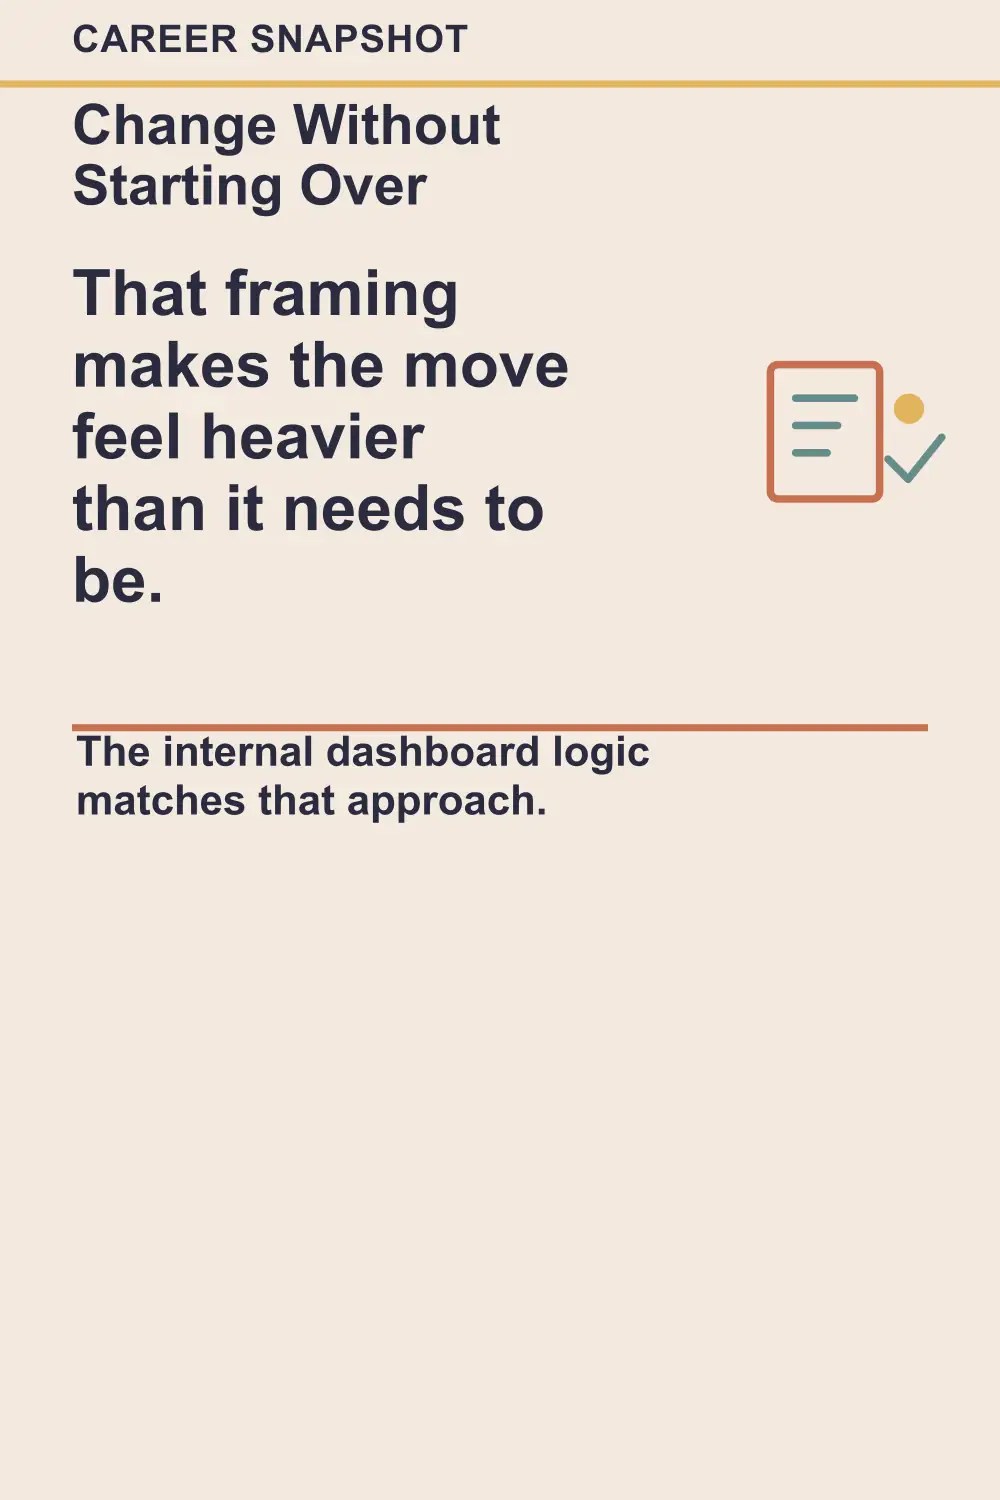 CAREER SNAPSHOT
Change Without
Starting Over
That framing
makes the move
feel heavier
than it needs to
be.
The internal dashboard logic
matches that approach.